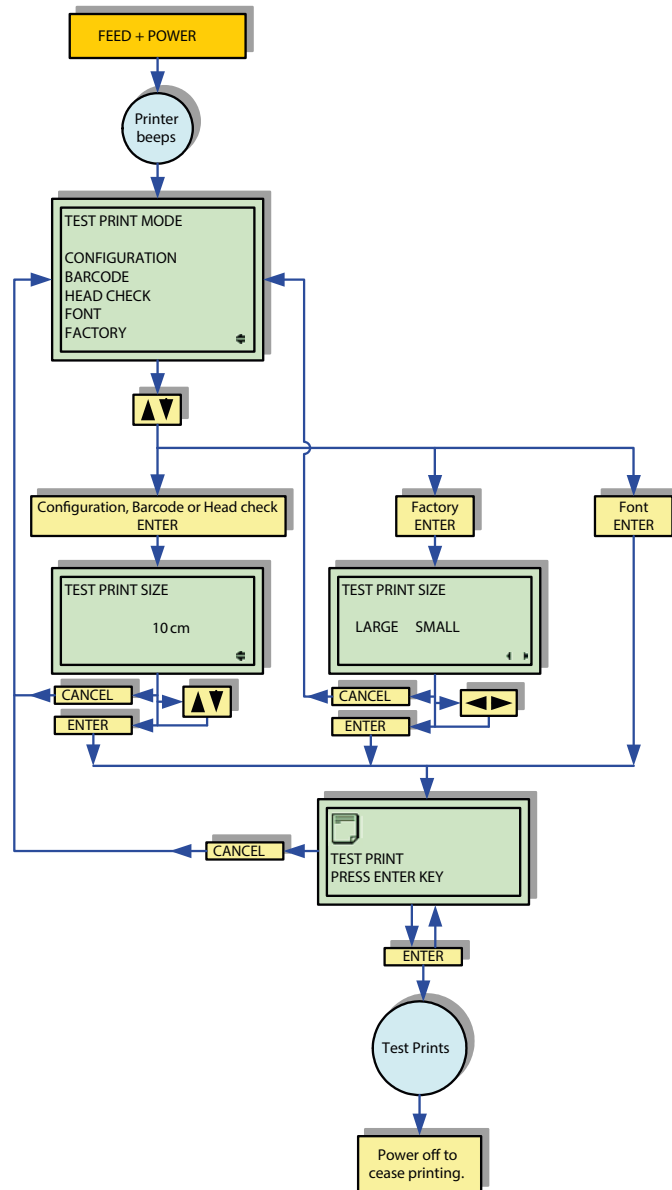 FEED + POWER
Printer
beeps
TEST PRINT MODE
CONFIGURATION
BARCODE
HEAD CHECK
FONT
FACTORY
Configuration, Barcode or Head check
ENTER
Factory
ENTER
Font
ENTER
TEST PRINT SIZE
10 cm
CANCEL
ENTER
TEST PRINT SIZE
LARGE SMALL
CANCEL
ENTER
TEST PRINT
PRESS ENTER KEY
CANCEL
ENTER
Test Prints
Power off to
cease printing.